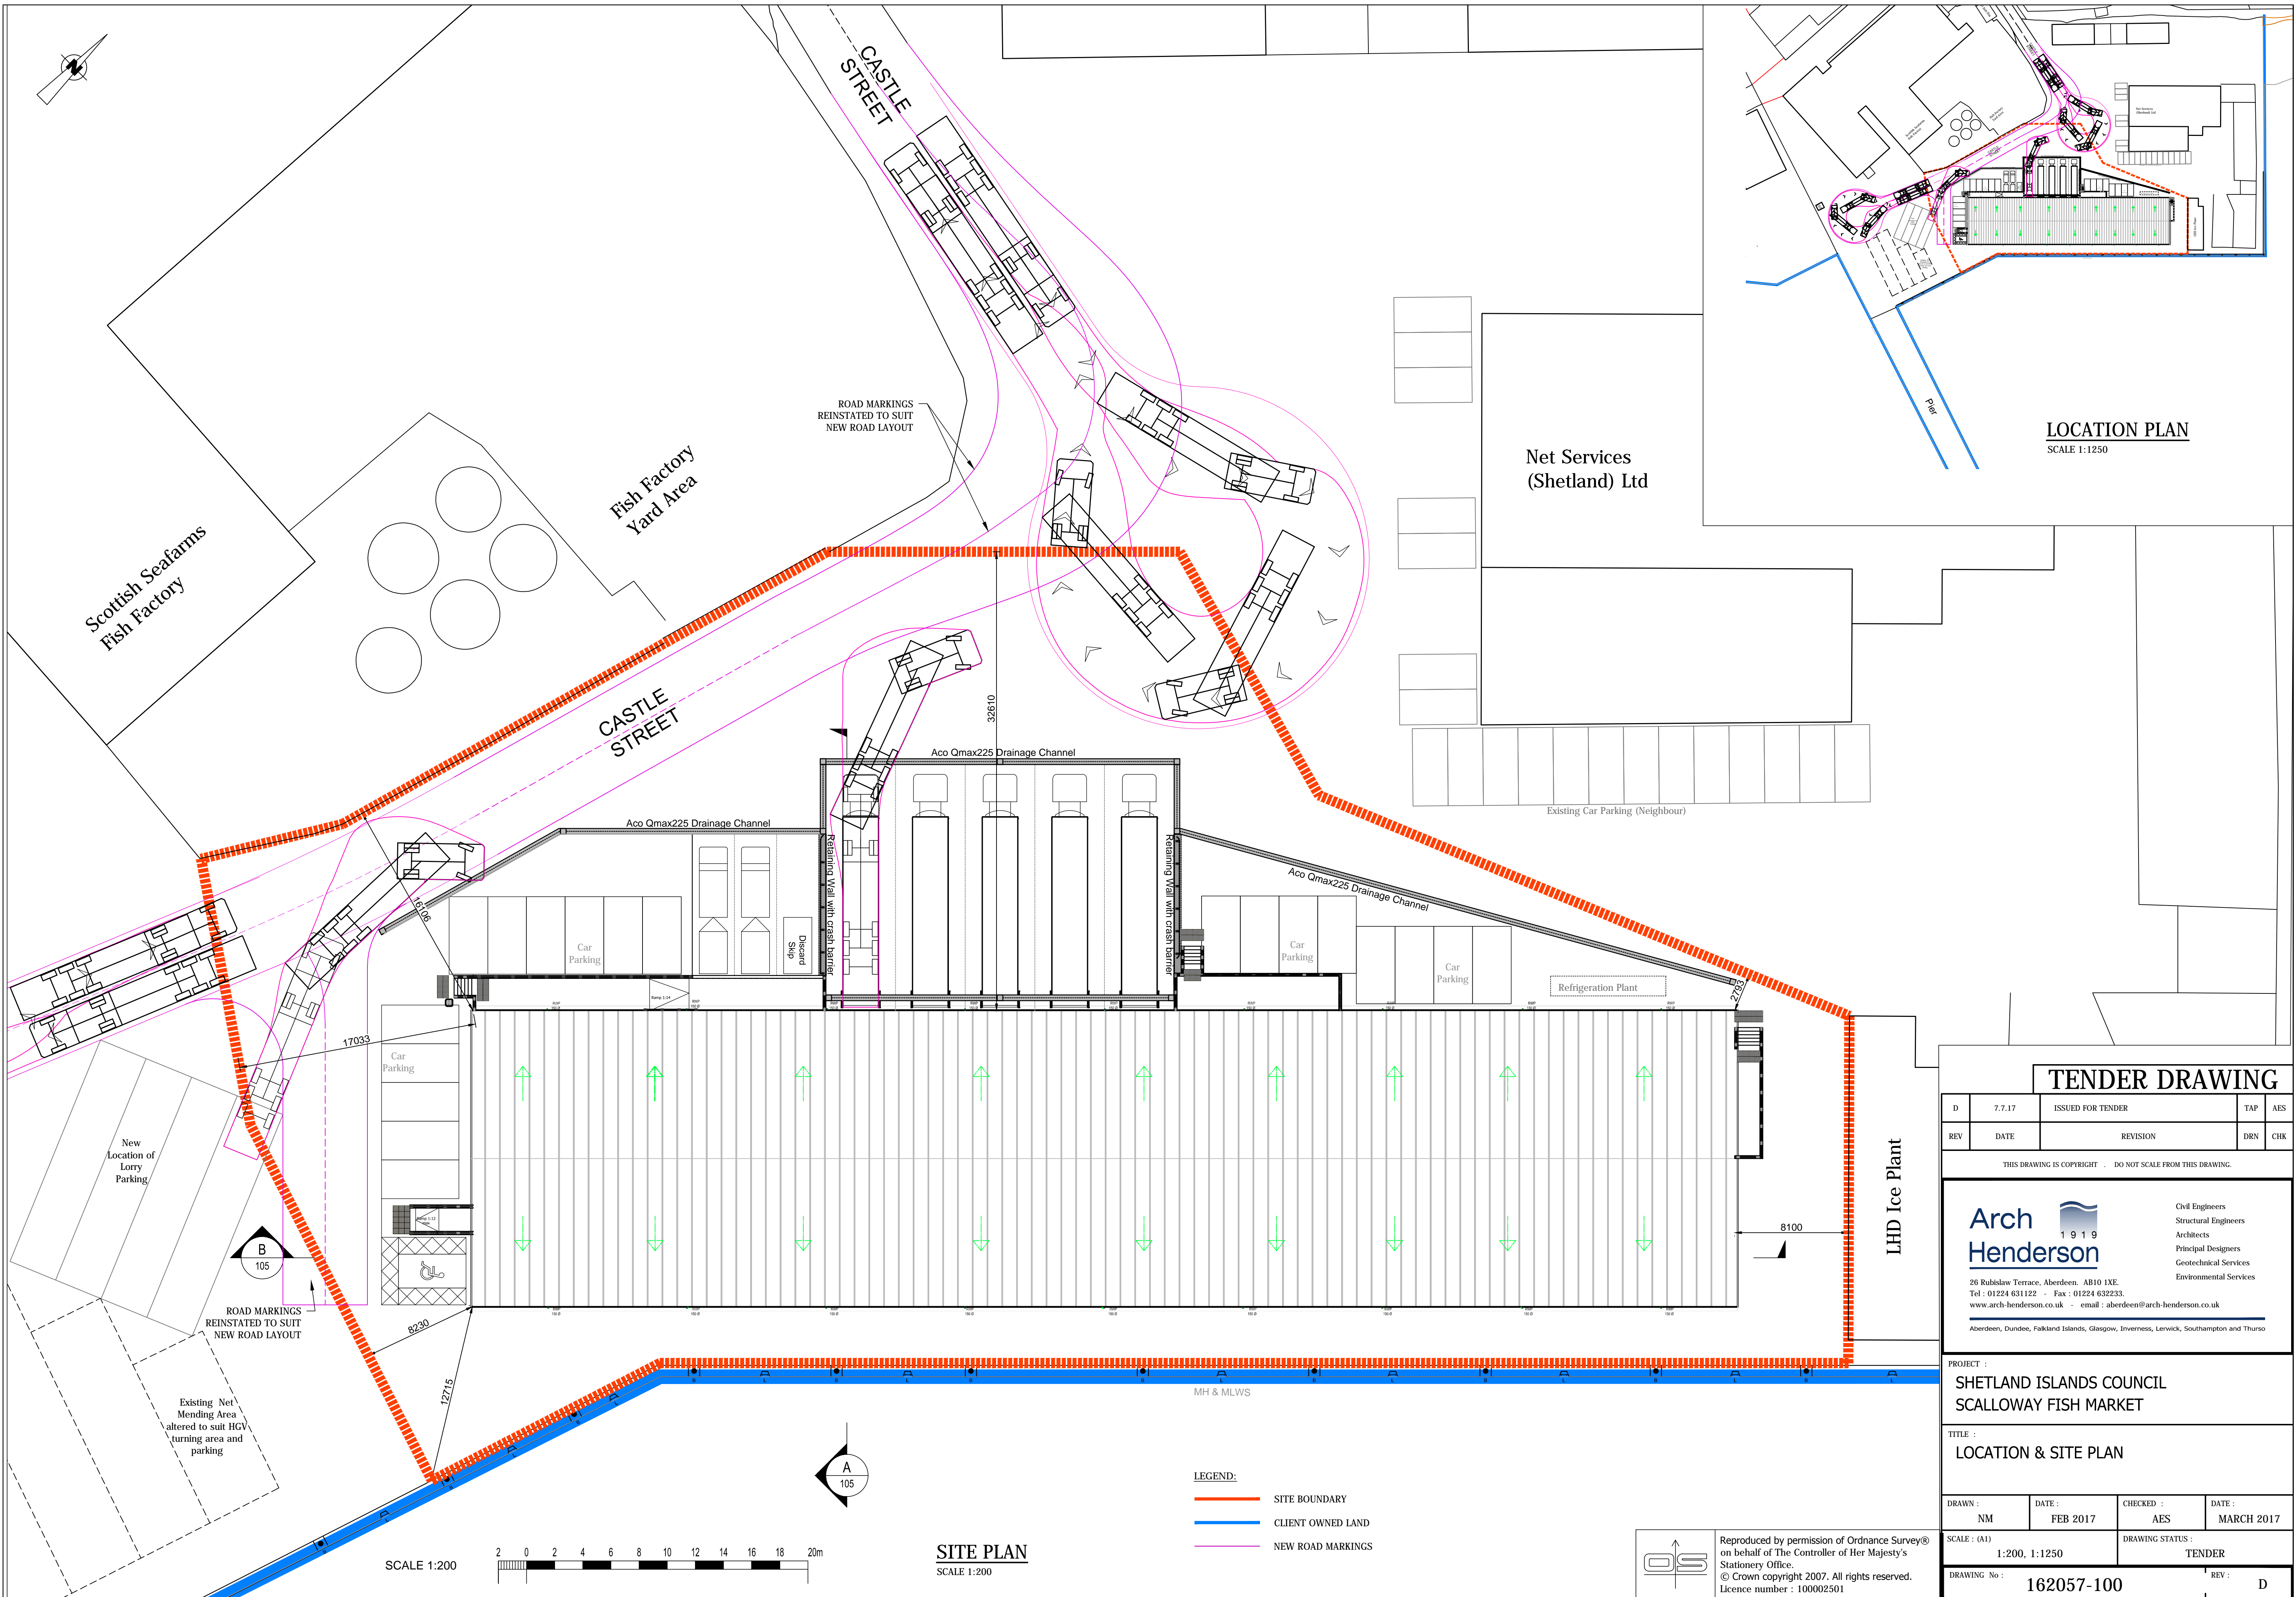 N
CASTLE
STREET
ROAD MARKINGS
REINSTATED TO SUIT
NEW ROAD LAYOUT
Fish Factory
Yard Area
Scottish Seafarms
Fish Factory
CASTLE
STREET
Net Services
(Shetland) Ltd
Pier
LOCATION PLAN
SCALE 1:1250
Net Services
(Shetland) Ltd
32610
Aco Qmax225 Drainage Channel
Aco Qmax225 Drainage Channel
Aco Qmax225 Drainage Channel
Existing Car Parking (Neighbour)
Retaining Wall with crash barrier
Retaining Wall with crash barrier
16106
17033
Car
Parking
Discard
Skip
Car
Parking
Car
Parking
Refrigeration Plant
2793
Ramp 1:14
Car
Parking
New
Location of
Lorry
Parking
Ramp 1:12
B
105
ROAD MARKINGS
REINSTATED TO SUIT
NEW ROAD LAYOUT
8230
12715
8100
LHD Ice Plant
Existing Net
Mending Area
altered to suit HGV
turning area and
parking
MH & MLWS
A
105
LEGEND:
SITE BOUNDARY
CLIENT OWNED LAND
NEW ROAD MARKINGS
SCALE 1:200
2 0 2 4 6 8 10 12 14 16 18 20m
SITE PLAN
SCALE 1:200
OS
Reproduced by permission of Ordnance Survey®
on behalf of The Controller of Her Majesty's
Stationery Office.
© Crown copyright 2007. All rights reserved.
Licence number : 100002501
TENDER DRAWING
D 7.7.17 ISSUED FOR TENDER TAP AES
REV DATE REVISION DRN CHK
THIS DRAWING IS COPYRIGHT . DO NOT SCALE FROM THIS DRAWING.
Arch
Henderson
1919
Civil Engineers
Structural Engineers
Architects
Principal Designers
Geotechnical Services
Environmental Services
26 Rubislaw Terrace, Aberdeen. AB10 1XE.
Tel : 01224 631122 - Fax : 01224 632233.
www.arch-henderson.co.uk - email : aberdeen@arch-henderson.co.uk
Aberdeen, Dundee, Falkland Islands, Glasgow, Inverness, Lerwick, Southampton and Thurso
PROJECT :
SHETLAND ISLANDS COUNCIL
SCALLOWAY FISH MARKET
TITLE :
LOCATION & SITE PLAN
DRAWN : DATE : CHECKED : DATE :
NM FEB 2017 AES MARCH 2017
SCALE : (A1) DRAWING STATUS :
1:200, 1:1250 TENDER
DRAWING No : REV :
162057-100 D